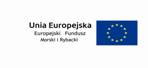 Unia Europejska
Europejski Fundusz
Morski i Rybacki